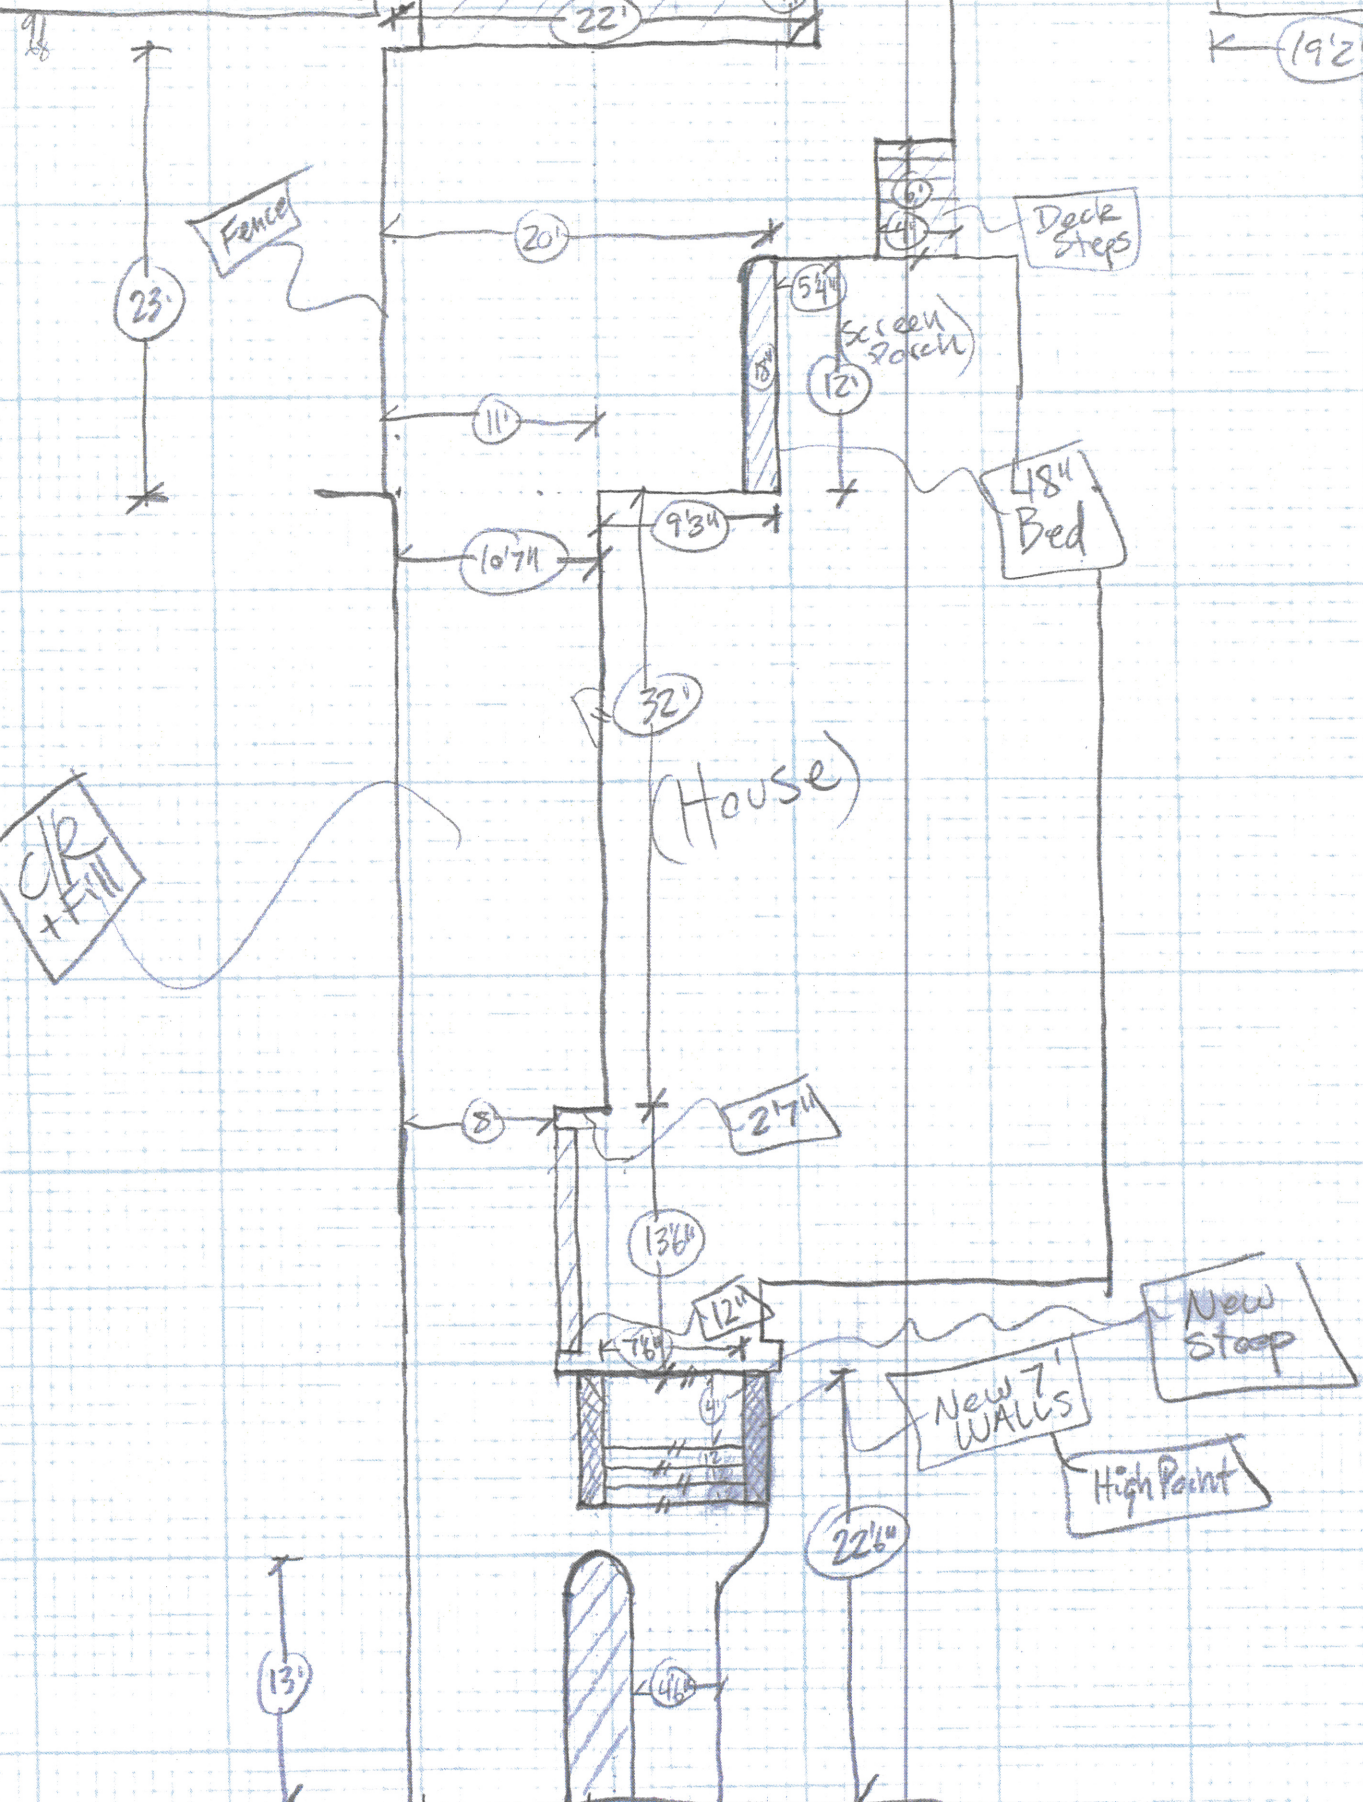 22'
19'2
6'
4'
Fence
20'
Deck
Steps
23'
5'4"
Screen
Porch
18"
12'
11'
48"
Bed
9'3"
10'7"
32'
(House)
C/R
+Fill
8'
2'7"
13'6"
12"
7'6"
New
Stoop
New 7'
WALLS
4'
12
High Point
22'6"
13'
4'6"